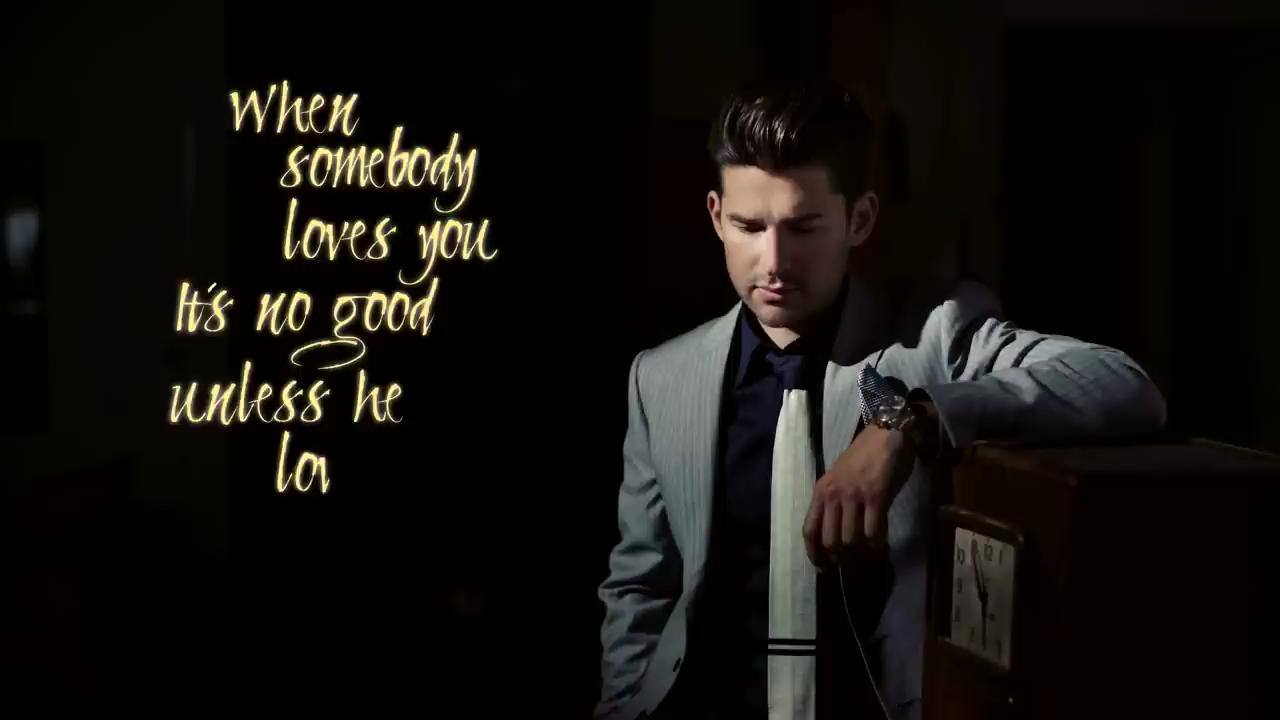 When
somebody
loves you
It's no good
unless he
lov